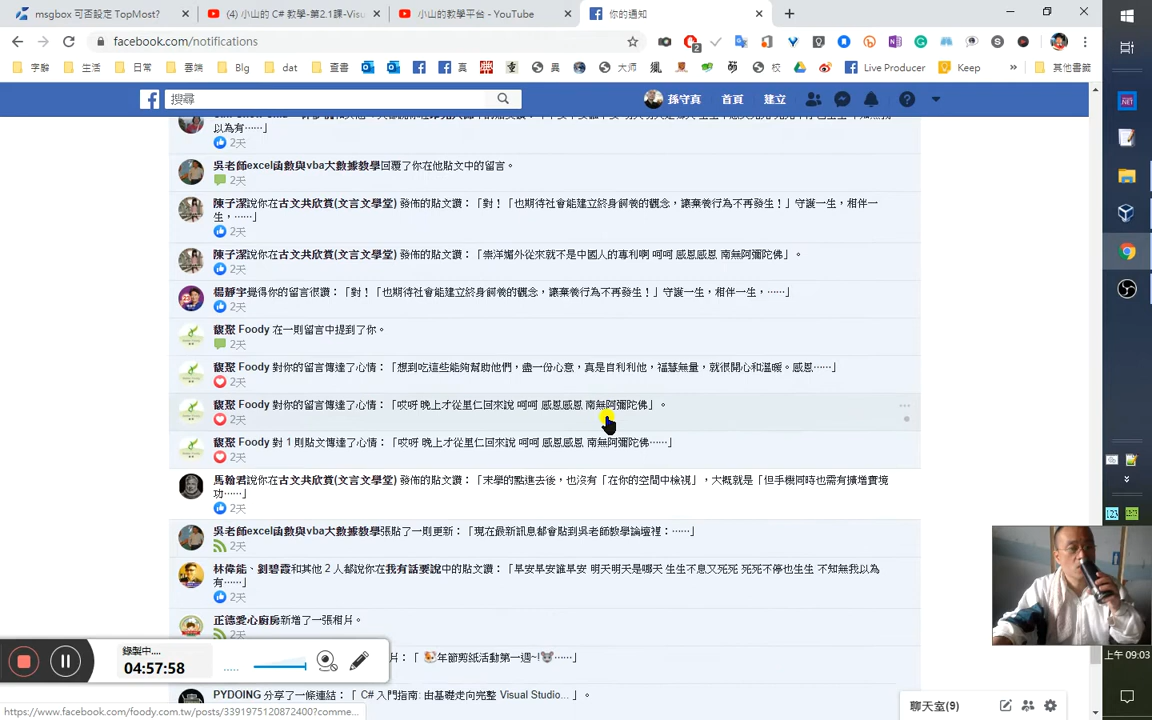 msgbox 可否設定 TopMost?
(4) 小山的 C# 教學-第2.1課-Visu
小山的教學平台 - YouTube
你的通知
facebook.com/notifications
字辭
生活
日常
雲端
Blg
dat
查書
真
異
大师
校
Live Producer
Keep
其他書籤
搜尋
孫守真
首頁
建立
以為有……」
2天
吳老師excel函數與vba大數據教學回覆了你在他貼文中的留言。
2天
陳子潔說你在古文共欣賞(文言文學堂) 發佈的貼文讚：「對！「也期待社會能建立終身飼養的觀念，讓棄養行為不再發生！」守護一生，相伴一
生，……」
2天
陳子潔說你在古文共欣賞(文言文學堂) 發佈的貼文讚：「崇洋媚外從來就不是中國人的專利啊 呵呵 感恩感恩 南無阿彌陀佛」。
2天
楊靜宇覺得你的留言很讚：「對！「也期待社會能建立終身飼養的觀念，讓棄養行為不再發生！」守護一生，相伴一生，……」
2天
馥聚 Foody 在一則留言中提到了你。
2天
馥聚 Foody 對你的留言傳達了心情：「想到吃這些能夠幫助他們，盡一份心意，真是自利利他，福慧無量，就很開心和溫暖。感恩……」
2天
馥聚 Foody 對你的留言傳達了心情：「哎呀 晚上才從里仁回來說 呵呵 感恩感恩 南無阿彌陀佛」。
2天
馥聚 Foody 對 1 則貼文傳達了心情：「哎呀 晚上才從里仁回來說 呵呵 感恩感恩 南無阿彌陀佛……」
2天
馬翰君說你在古文共欣賞(文言文學堂) 發佈的貼文讚：「末學的點進去後，也沒有「在你的空間中檢視」，大概就是「但手機同時也需有擴增實境
功……」
2天
吳老師excel函數與vba大數據教學張貼了一則更新：「現在最新訊息都會貼到吳老師教學論壇裡：……」
2天
林偉能、劉碧霞和其他 2 人都說你在我有話要說中的貼文讚：「早安早安誰早安 明天明天是哪天 生生不息又死死 死死不停也生生 不知無我以為
有……」
2天
正德愛心廚房新增了一張相片。
2天
片：「🐕年節剪紙活動第一週~!🐭……」
PYDOING 分享了一條連結：「 C# 入門指南: 由基礎走向完整 Visual Studio... 」。
錄製中....
04:57:58
https://www.facebook.com/foody.com.tw/posts/3391975120872400?comme...
聊天室(9)
上午 09:03